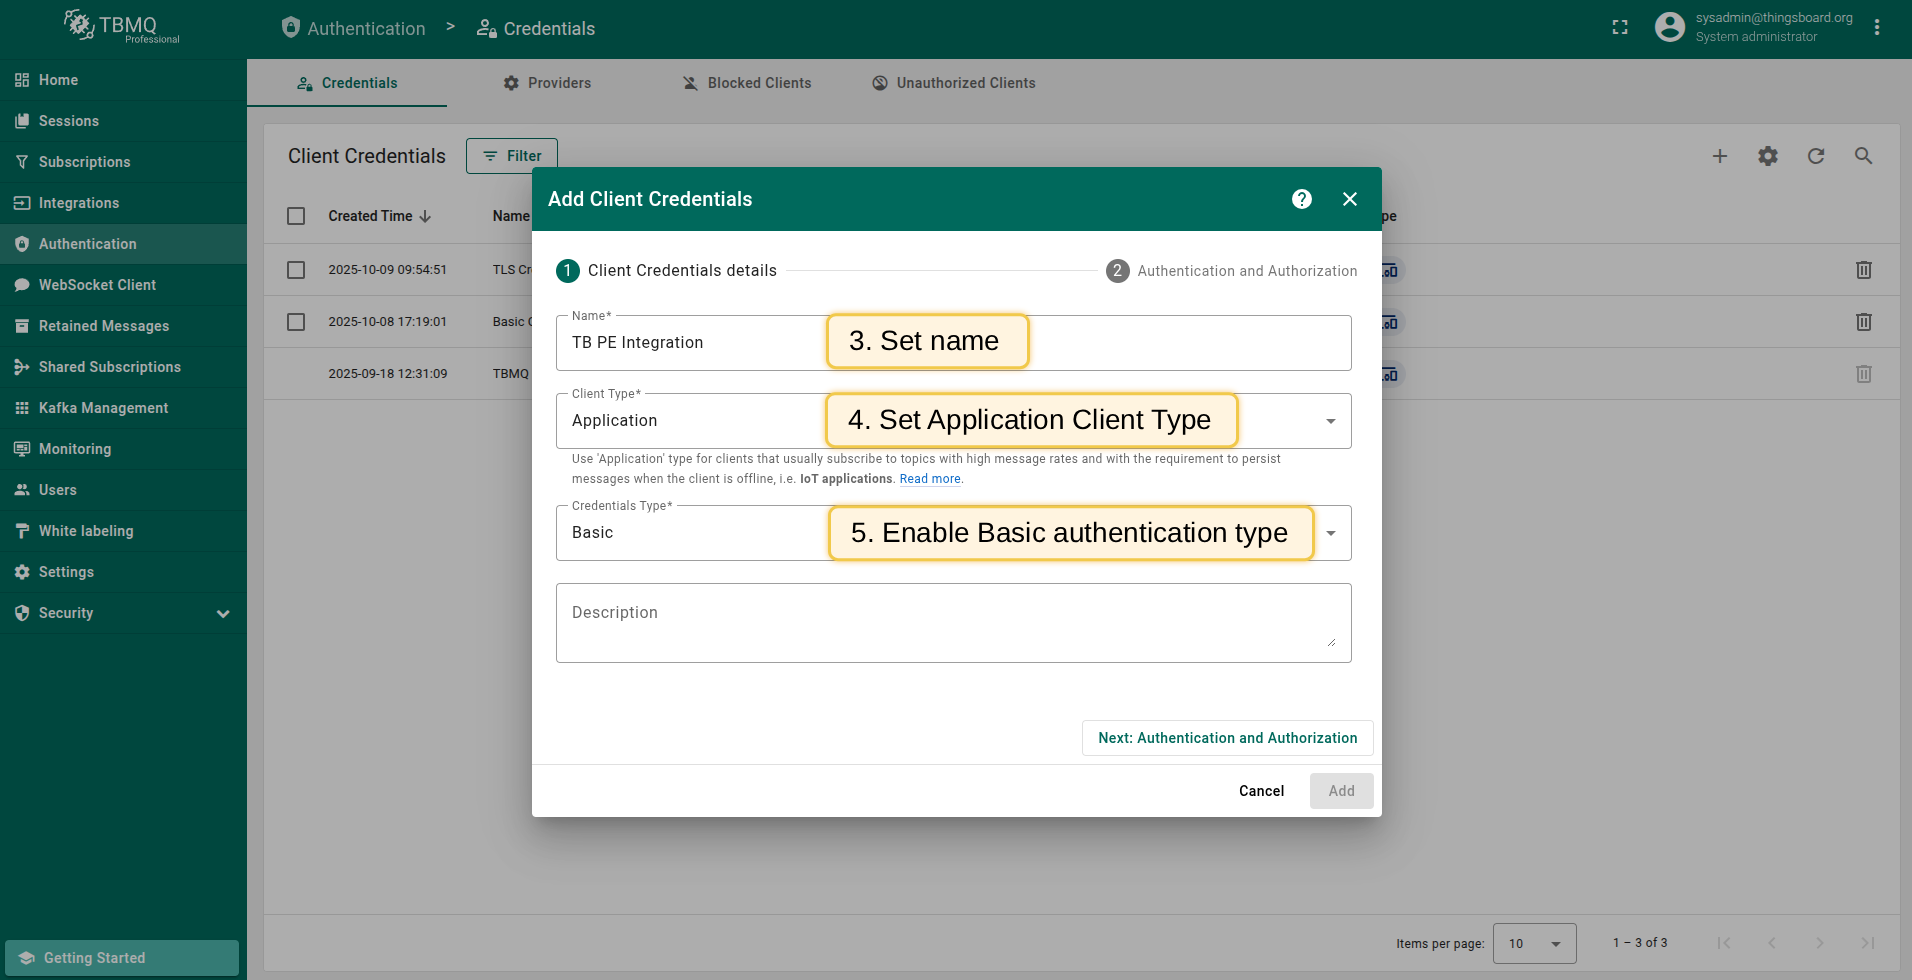 TBMQ
Professional
Authentication > Credentials
sysadmin@thingsboard.org
System administrator
Home
Sessions
Subscriptions
Integrations
Authentication
WebSocket Client
Retained Messages
Shared Subscriptions
Kafka Management
Monitoring
Users
White labeling
Settings
Security
Getting Started
Credentials
Providers
Blocked Clients
Unauthorized Clients
Client Credentials
Filter
Created Time
Name
pe
2025-10-09 09:54:51
TLS Cr
2025-10-08 17:19:01
Basic
2025-09-18 12:31:09
TBMQ
Add Client Credentials
1 Client Credentials details
2 Authentication and Authorization
Name*
TB PE Integration
3. Set name
Client Type*
Application
4. Set Application Client Type
Use 'Application' type for clients that usually subscribe to topics with high message rates and with the requirement to persist
messages when the client is offline, i.e. IoT applications. Read more.
Credentials Type*
Basic
5. Enable Basic authentication type
Description
Next: Authentication and Authorization
Cancel
Add
Items per page:
10
1 – 3 of 3